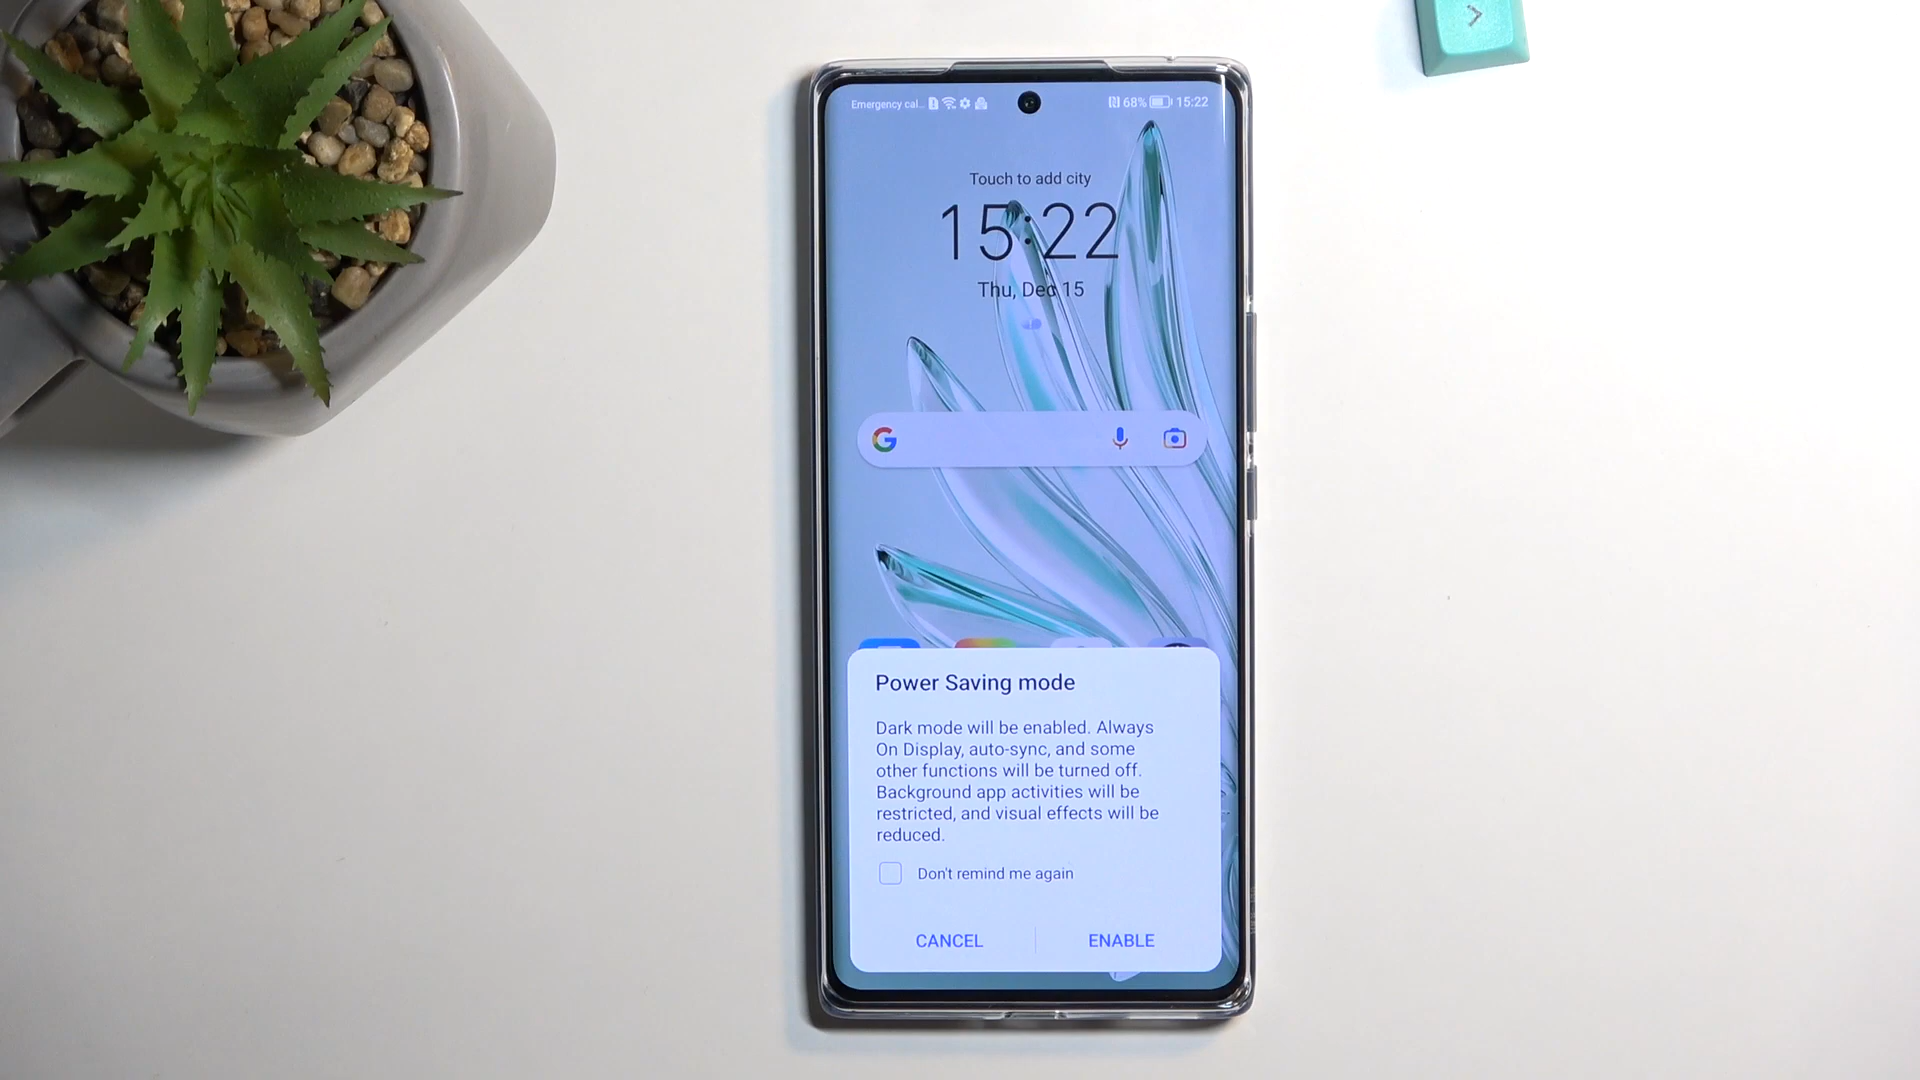 Emergency cal... 68% 15:22
Touch to add city
15:22
Thu, Dec 15
Power Saving mode
Dark mode will be enabled. Always
On Display, auto-sync, and some
other functions will be turned off.
Background app activities will be
restricted, and visual effects will be
reduced.
Don't remind me again
CANCEL ENABLE